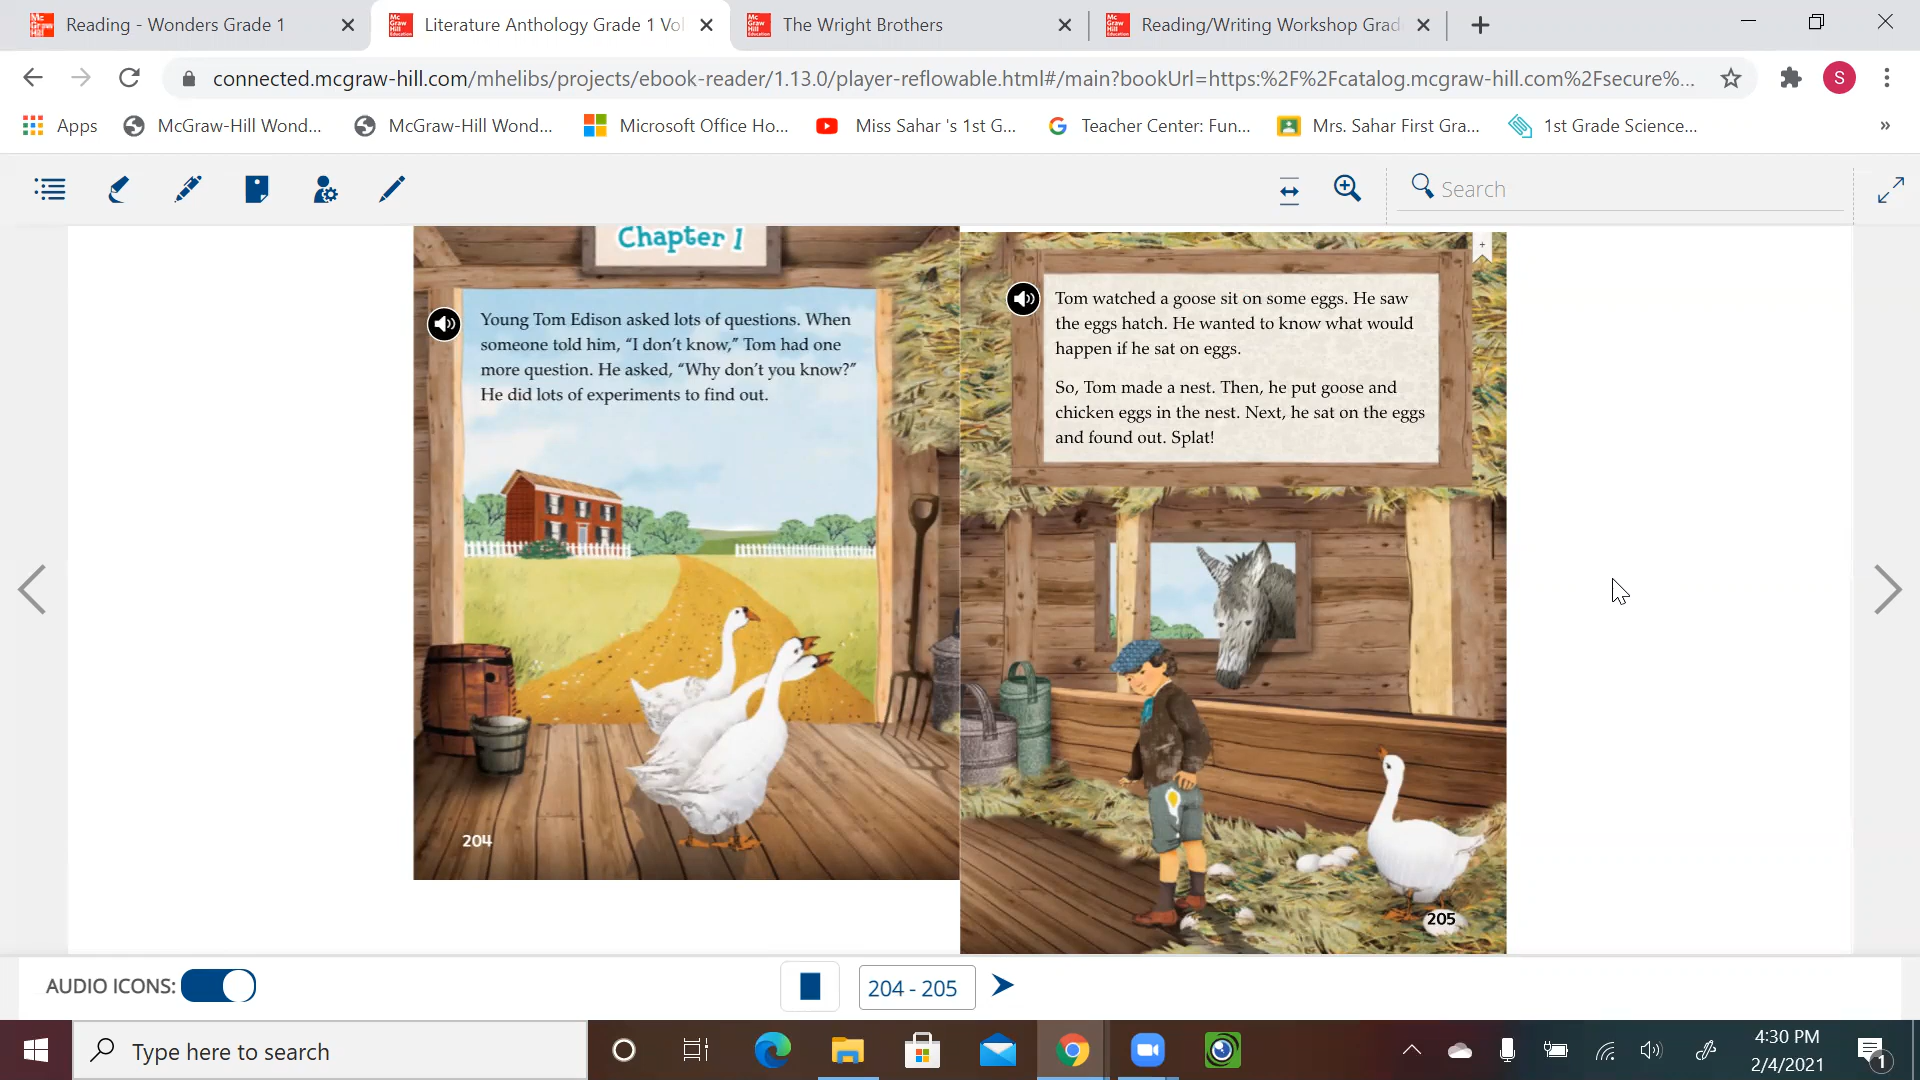 Reading - Wonders Grade 1
Literature Anthology Grade 1 Vol
The Wright Brothers
Reading/Writing Workshop Grad
connected.mcgraw-hill.com/mhelibs/projects/ebook-reader/1.13.0/player-reflowable.html#/main?bookUrl=https:%2F%2Fcatalog.mcgraw-hill.com%2Fsecure%...
S
Apps
McGraw-Hill Wond...
McGraw-Hill Wond...
Microsoft Office Ho...
Miss Sahar 's 1st G...
Teacher Center: Fun...
Mrs. Sahar First Gra...
1st Grade Science...
»
Search
Chapter 1
Young Tom Edison asked lots of questions. When
someone told him, “I don’t know,” Tom had one
more question. He asked, “Why don’t you know?”
He did lots of experiments to find out.
204
Tom watched a goose sit on some eggs. He saw
the eggs hatch. He wanted to know what would
happen if he sat on eggs.
So, Tom made a nest. Then, he put goose and
chicken eggs in the nest. Next, he sat on the eggs
and found out. Splat!
205
AUDIO ICONS:
204 - 205
Type here to search
4:30 PM
2/4/2021
1